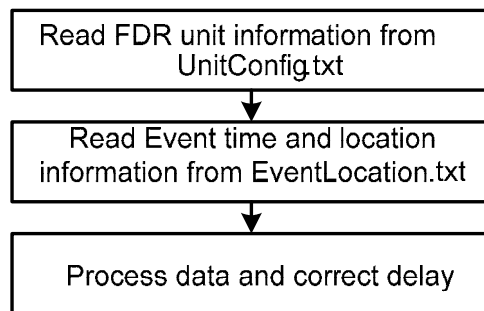 Read FDR unit information from
UnitConfig.txt
Read Event time and location
information from EventLocation.txt
Process data and correct delay